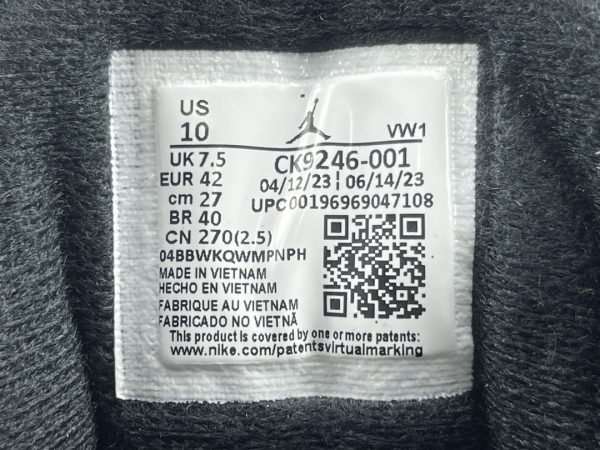 US
10
VW1
UK 7.5
CK9246-001
EUR 42
04/12/23 | 06/14/23
cm 27
UPC00196969047108
BR 40
CN 270(2.5)
04BBWKQWMPNPH
MADE IN VIETNAM
HECHO EN VIETNAM
FABRIQUE AU VIETNAM
FABRICADO NO VIETNÃ
This product is covered by one or more patents:
www.nike.com/patentsvirtualmarking